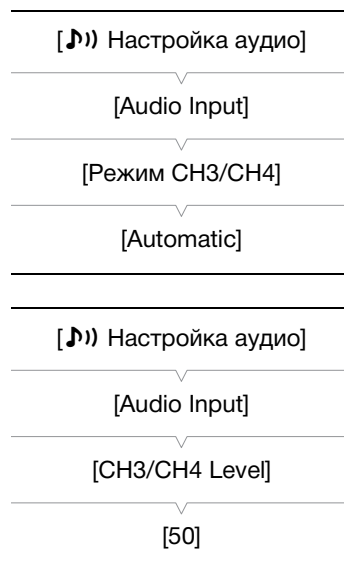 [♪)) Настройка аудио]
[Audio Input]
[Режим CH3/CH4]
[Automatic]
[♪)) Настройка аудио]
[Audio Input]
[CH3/CH4 Level]
[50]